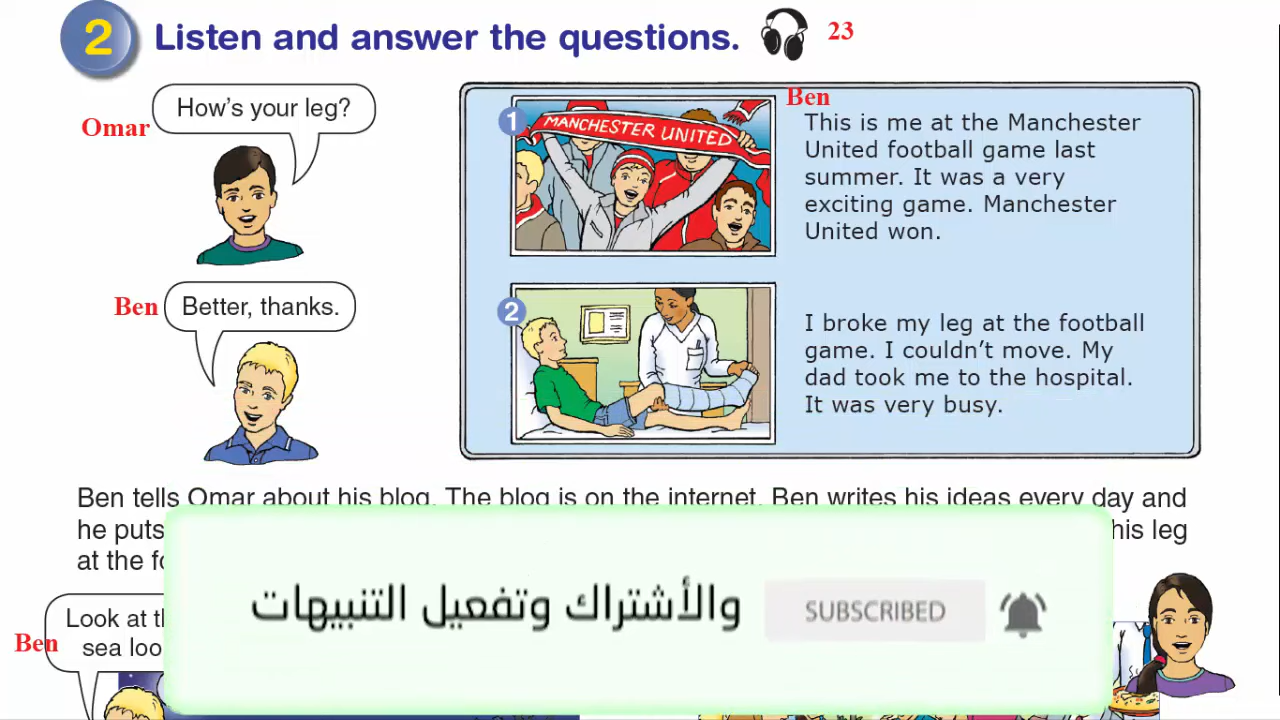 2 Listen and answer the questions. 23
How's your leg?
Omar
Ben
Better, thanks.
Ben
1
MANCHESTER UNITED
This is me at the Manchester
United football game last
summer. It was a very
exciting game. Manchester
United won.
2
I broke my leg at the football
game. I couldn't move. My
dad took me to the hospital.
It was very busy.
Ben tells Omar about his blog. The blog is on the internet. Ben writes his ideas every day and
he puts his leg
at the
Look at
Ben
sea
والأشتراك وتفعيل التنبيهات
SUBSCRIBED